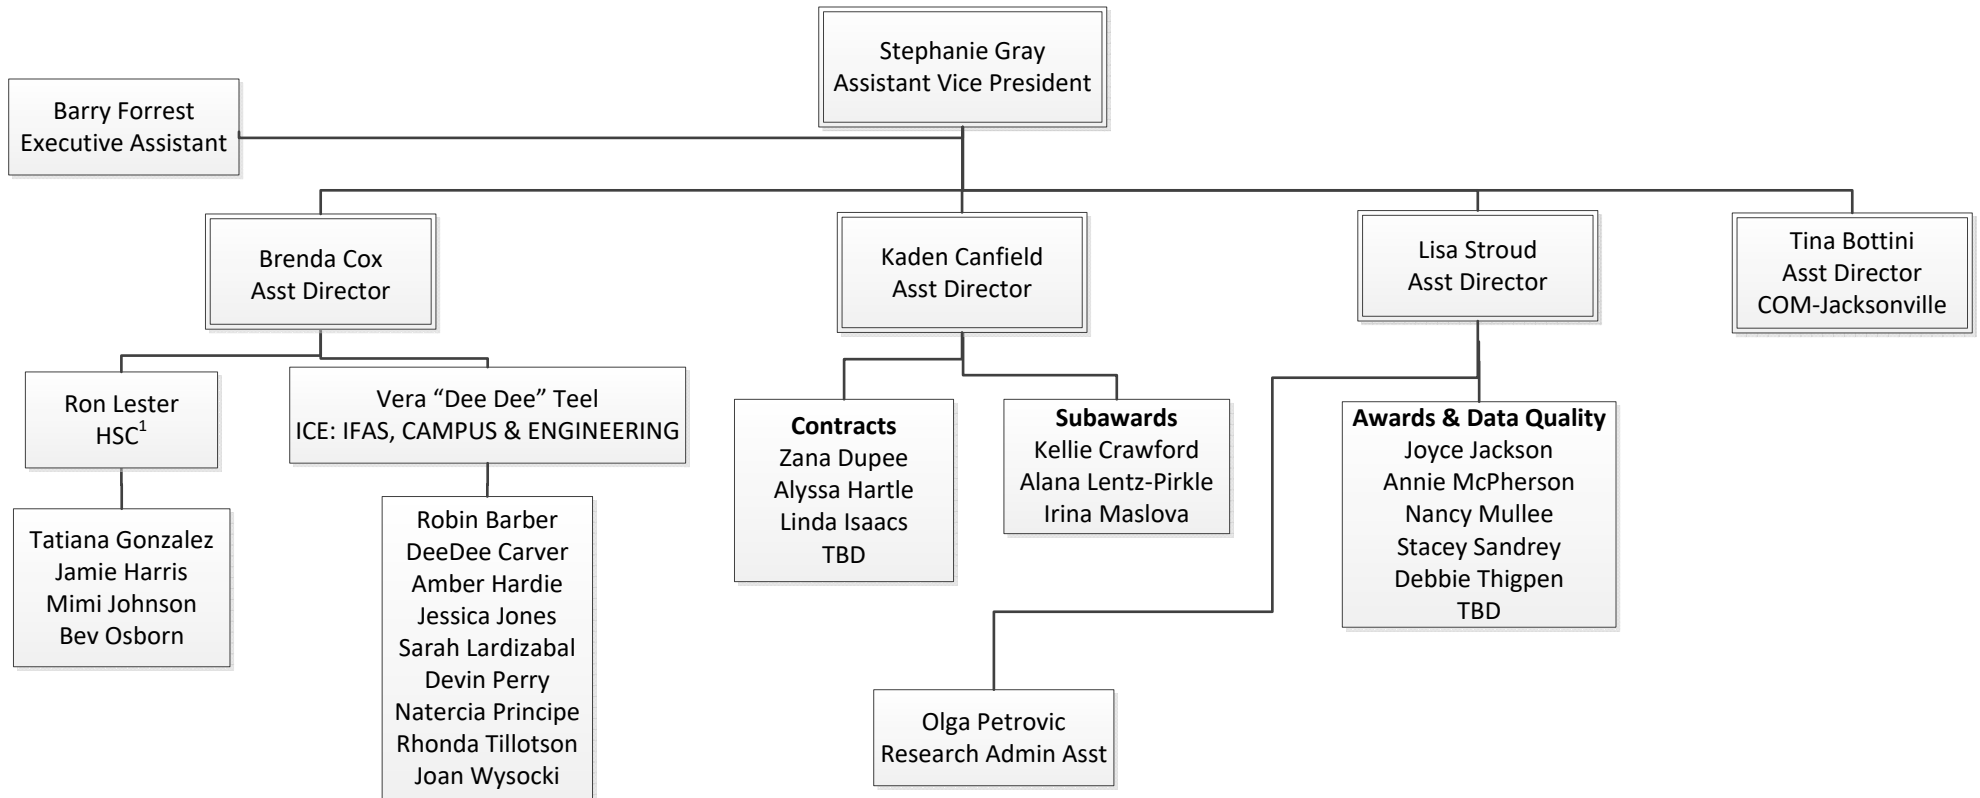 Stephanie Gray
Assistant Vice President
Barry Forrest
Executive Assistant
Brenda Cox
Asst Director
Kaden Canfield
Asst Director
Lisa Stroud
Asst Director
Tina Bottini
Asst Director
COM-Jacksonville
Ron Lester
HSC¹
Vera “Dee Dee” Teel
ICE: IFAS, CAMPUS & ENGINEERING
Contracts
Zana Dupee
Alyssa Hartle
Linda Isaacs
TBD
Subawards
Kellie Crawford
Alana Lentz-Pirkle
Irina Maslova
Awards & Data Quality
Joyce Jackson
Annie McPherson
Nancy Mullee
Stacey Sandrey
Debbie Thigpen
TBD
Tatiana Gonzalez
Jamie Harris
Mimi Johnson
Bev Osborn
Robin Barber
DeeDee Carver
Amber Hardie
Jessica Jones
Sarah Lardizabal
Devin Perry
Natercia Principe
Rhonda Tillotson
Joan Wysocki
Olga Petrovic
Research Admin Asst